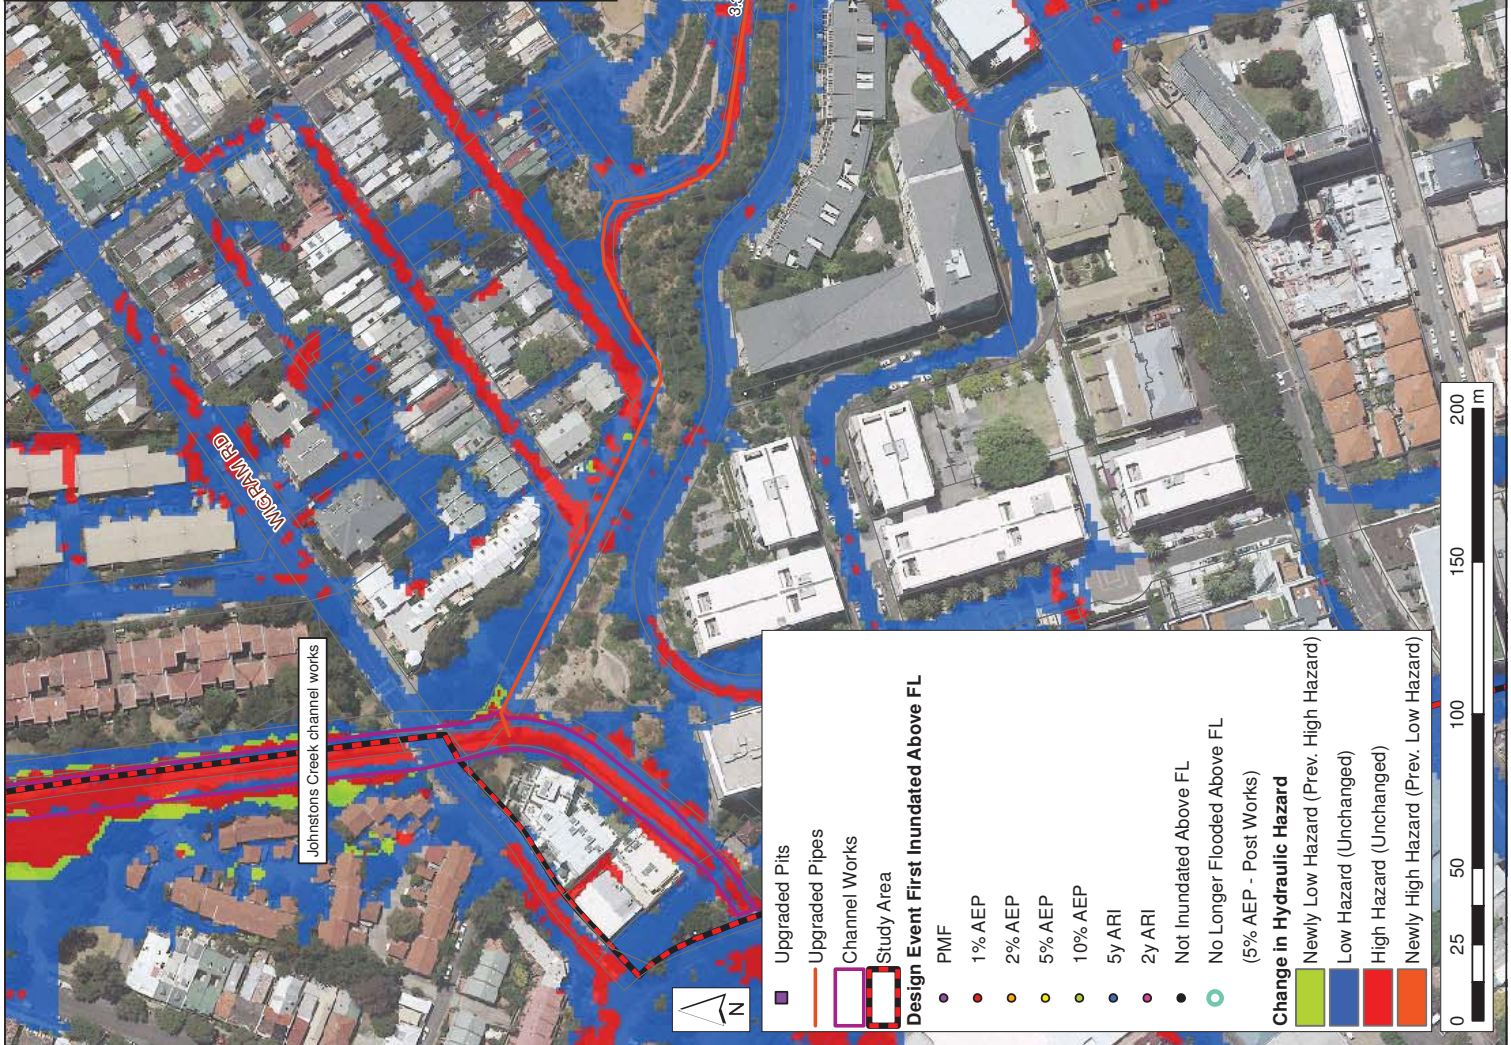 WIGRAM RD
Johnstons Creek channel works
N
Upgraded Pits
Upgraded Pipes
Channel Works
Study Area
Design Event First Inundated Above FL
PMF
1% AEP
2% AEP
5% AEP
10% AEP
5y ARI
2y ARI
Not Inundated Above FL
No Longer Flooded Above FL
(5% AEP - Post Works)
Change in Hydraulic Hazard
Newly Low Hazard (Prev. High Hazard)
Low Hazard (Unchanged)
High Hazard (Unchanged)
Newly High Hazard (Prev. Low Hazard)
0 25 50 100 150 200
m